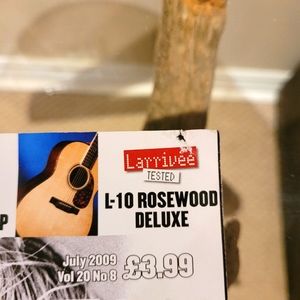 Larrivée
TESTED
L-10 ROSEWOOD
DELUXE
P
July 2009
Vol 20 No 8
£3.99